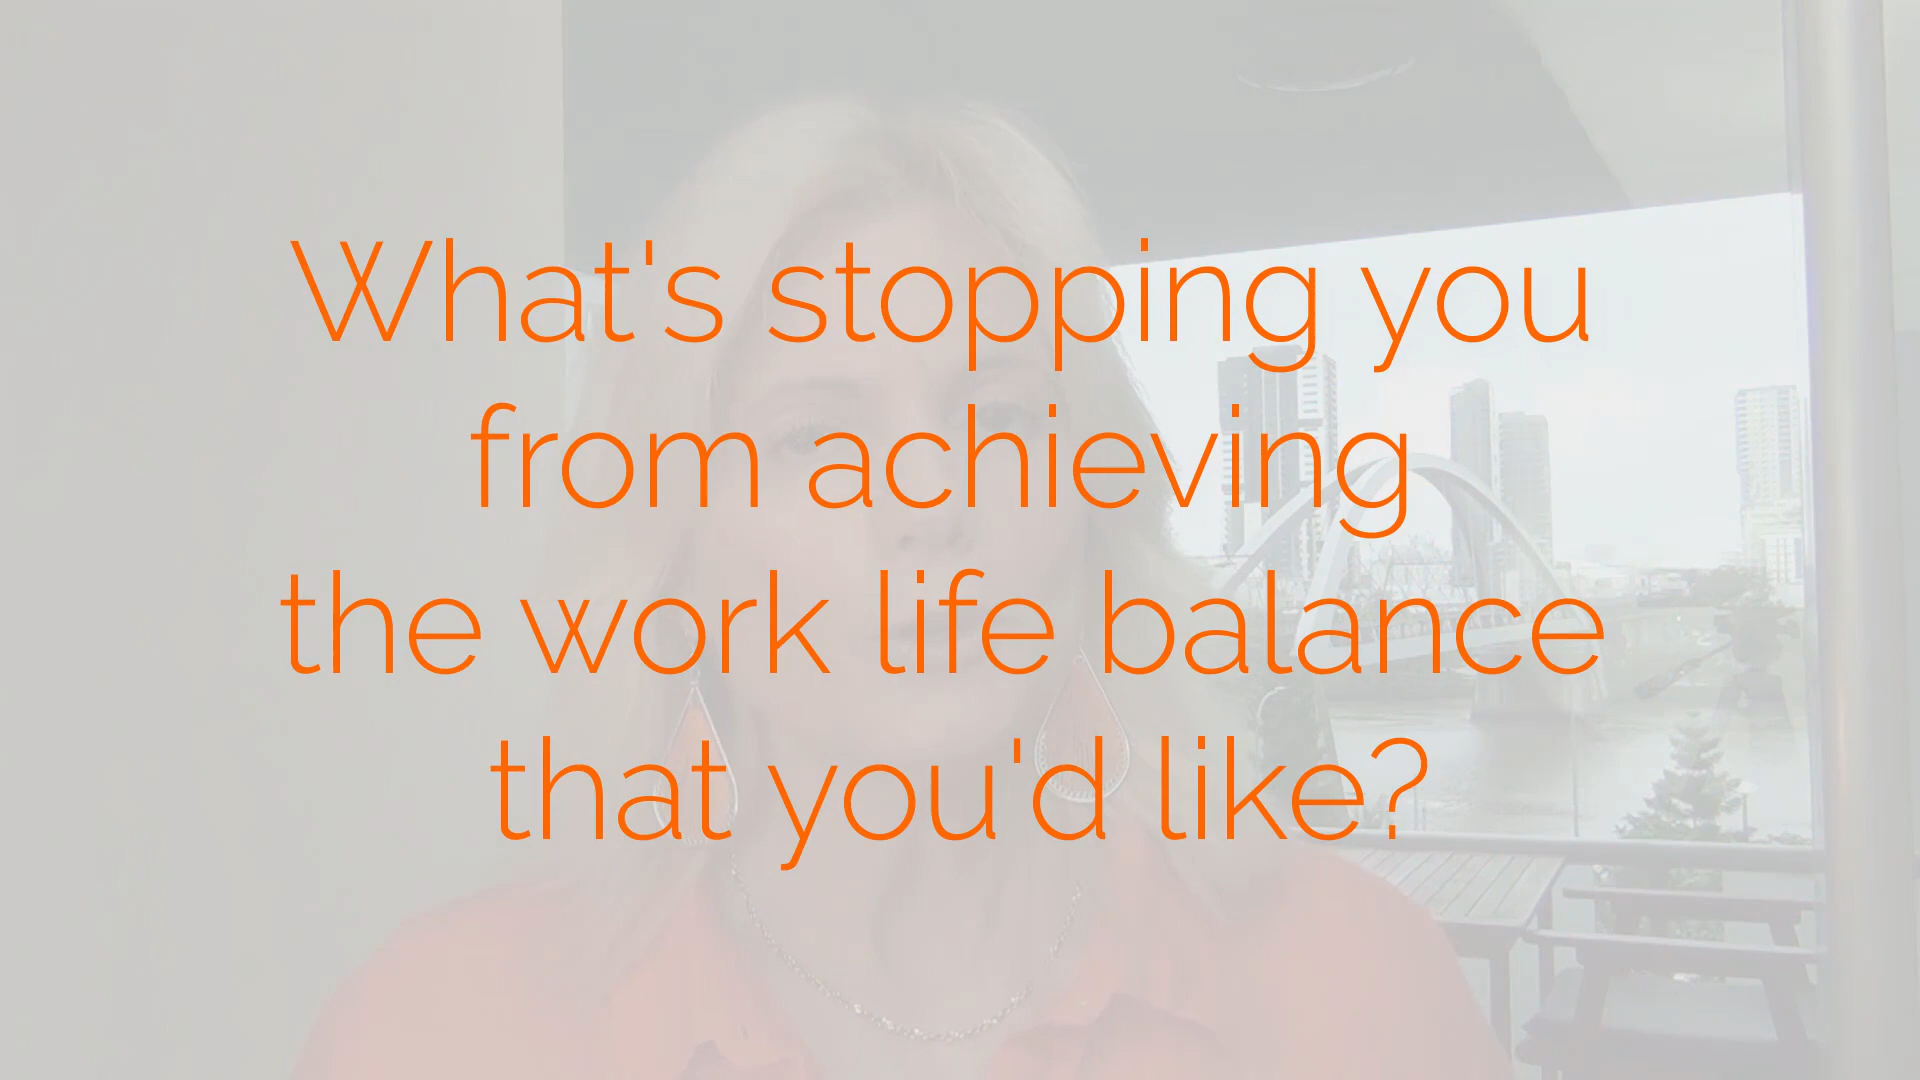 What's stopping you
from achieving
the work life balance
that you'd like?